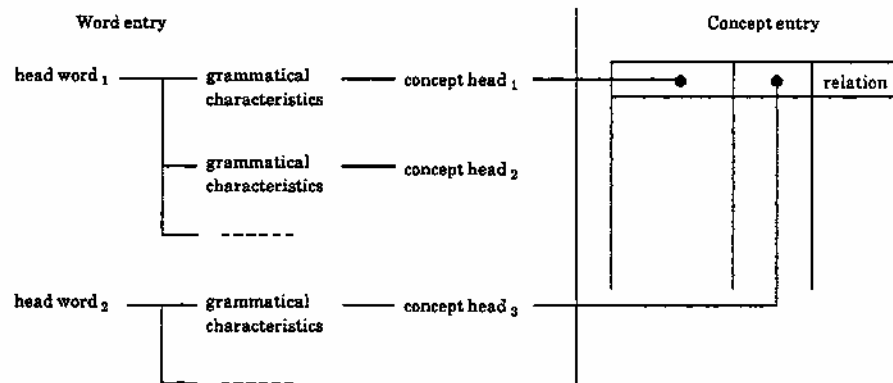 Word entry
Concept entry
head word 1
grammatical
characteristics
concept head 1
relation
grammatical
characteristics
concept head 2
head word 2
grammatical
characteristics
concept head 3